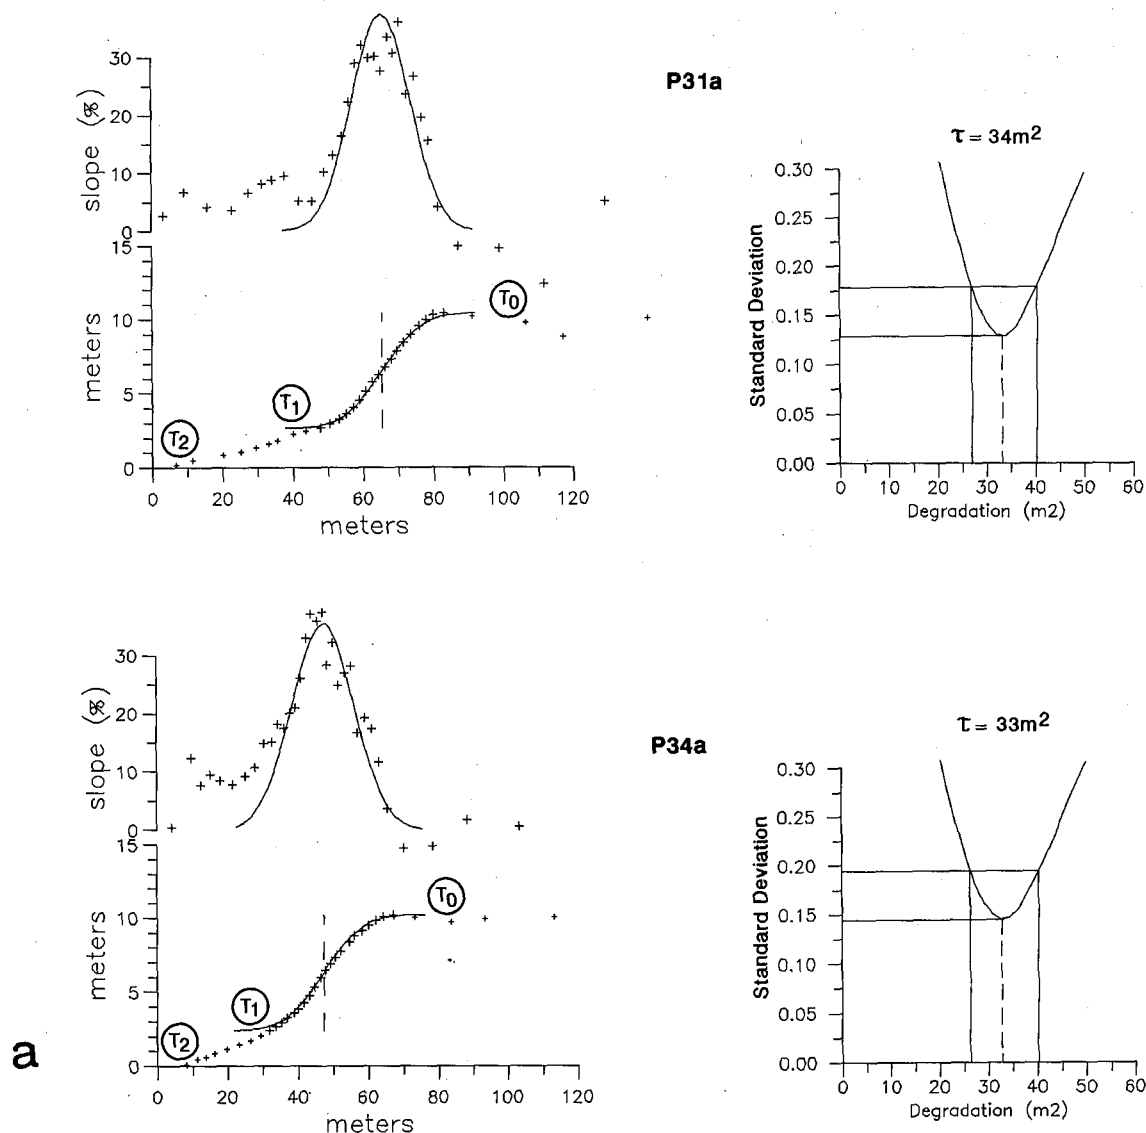 P31a
slope (%)
30
20
10
0
meters
15
10
5
0
T0
T1
T2
0 20 40 60 80 100 120
meters
τ = 34m2
Standard Deviation
0.30
0.25
0.20
0.15
0.10
0.05
0.00
0 10 20 30 40 50 60
Degradation (m2)
P34a
slope (%)
30
20
10
0
meters
15
10
5
0
T0
T1
T2
0 20 40 60 80 100 120
meters
τ = 33m2
Standard Deviation
0.30
0.25
0.20
0.15
0.10
0.05
0.00
0 10 20 30 40 50 60
Degradation (m2)
a